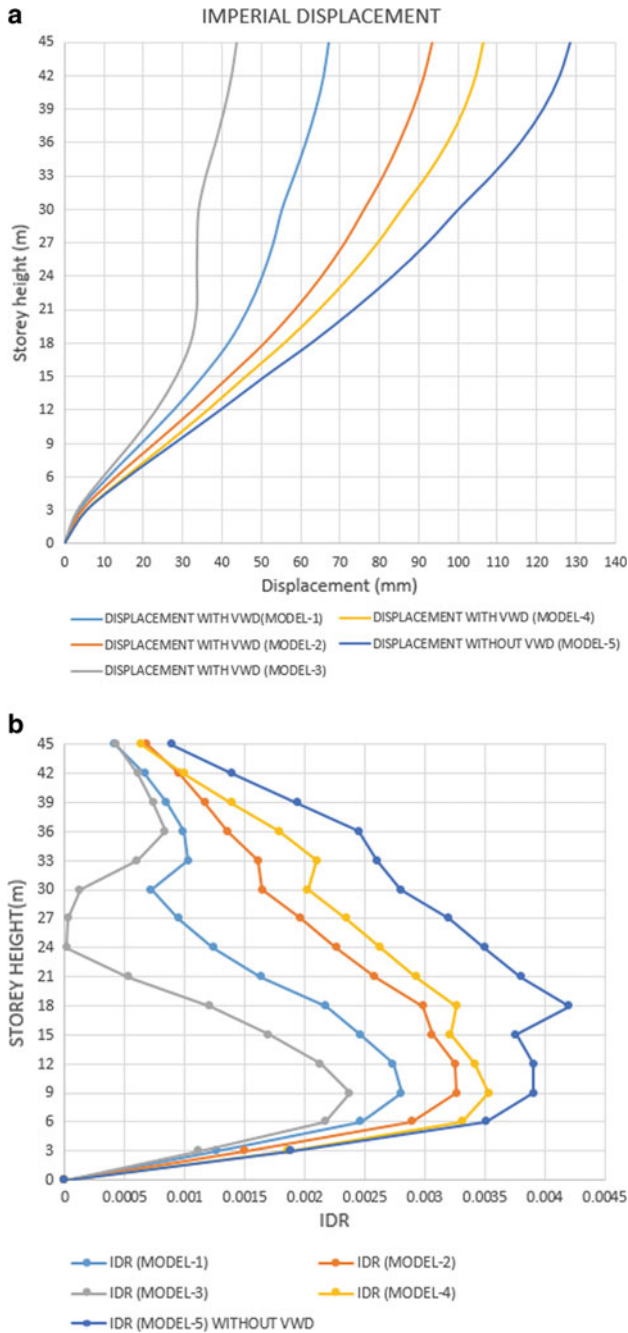 a
IMPERIAL DISPLACEMENT
45
42
39
36
33
30
27
24
21
18
15
12
9
6
3
0
Storey height (m)
0 10 20 30 40 50 60 70 80 90 100 110 120 130 140
Displacement (mm)
DISPLACEMENT WITH VWD(MODEL-1) DISPLACEMENT WITH VWD (MODEL-4)
DISPLACEMENT WITH VWD (MODEL-2) DISPLACEMENT WITHOUT VWD (MODEL-5)
DISPLACEMENT WITH VWD (MODEL-3)
b
45
42
39
36
33
30
27
24
21
18
15
12
9
6
3
0
STOREY HEIGHT(m)
0 0.0005 0.001 0.0015 0.002 0.0025 0.003 0.0035 0.004 0.0045
IDR
IDR (MODEL-1) IDR (MODEL-2)
IDR (MODEL-3) IDR (MODEL-4)
IDR (MODEL-5) WITHOUT VWD